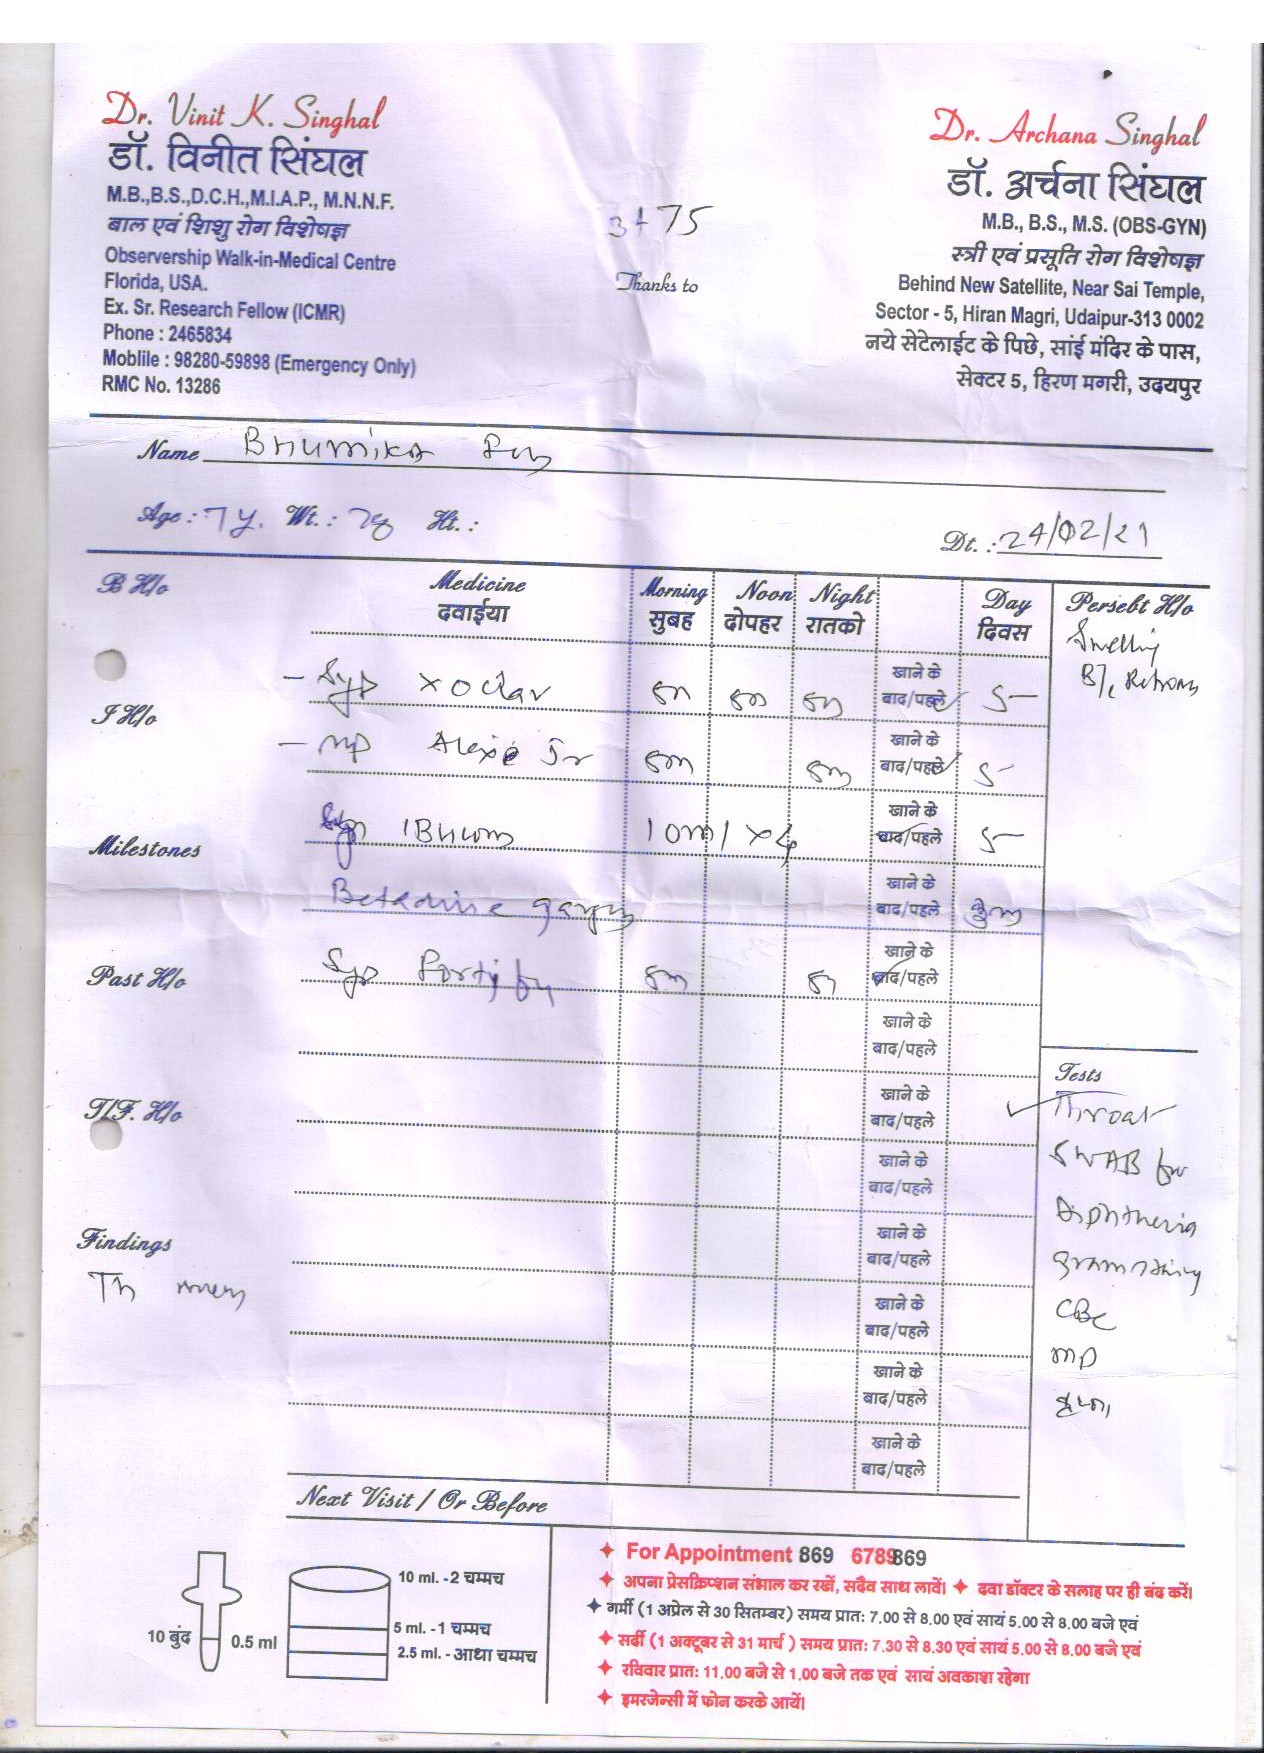 Dr. Vinit K. Singhal
डॉ. विनीत सिंघल
M.B.,B.S.,D.C.H.,M.I.A.P., M.N.N.F.
बाल एवं शिशु रोग विशेषज्ञ
Observership Walk-in-Medical Centre
Florida, USA.
Ex. Sr. Research Fellow (ICMR)
Phone : 2465834
Moblile : 98280-59898 (Emergency Only)
RMC No. 13286
3+75
Thanks to
Dr. Archana Singhal
डॉ. अर्चना सिंघल
M.B., B.S., M.S. (OBS-GYN)
स्त्री एवं प्रसूति रोग विशेषज्ञ
Behind New Satellite, Near Sai Temple,
Sector - 5, Hiran Magri, Udaipur-313 0002
नये सेटेलाईट के पिछे, सांई मंदिर के पास,
सेक्टर 5, हिरण मगरी, उदयपुर
Name Bhumika
Age : 7y. Wt. : Ht. :
Dt. : 24/02/21
B H/o
I H/o
Milestones
Past H/o
T/F. H/o
Findings
Medicine Morning Noon Night Day
दवाईया सुबह दोपहर रातको दिवस
- Syp खाने के बाद/पहले 5
- Alexie Jr खाने के बाद/पहले 5
10ml x 4 खाने के बाद/पहले 5
Betadine खाने के बाद/पहले
Syp खाने के बाद/पहले
खाने के बाद/पहले
खाने के बाद/पहले
खाने के बाद/पहले
खाने के बाद/पहले
खाने के बाद/पहले
खाने के बाद/पहले
खाने के बाद/पहले
Persebt H/o
Swelling
Tests
Throat
SWAB for
Diphtheria
CBC
MP
Next Visit / Or Before
10 बुंद 0.5 ml
10 ml. -2 चम्मच
5 ml. -1 चम्मच
2.5 ml. - आधा चम्मच
For Appointment 869 869
अपना प्रेसक्रिप्शन संभाल कर रखें, सदैव साथ लावें। दवा डॉक्टर के सलाह पर ही बंद करें।
गर्मी (1 अप्रेल से 30 सितम्बर) समय प्रातः 7.00 से 8.00 एवं सायं 5.00 से 8.00 बजे एवं
सर्दी (1 अक्टूबर से 31 मार्च ) समय प्रातः 7.30 से 8.30 एवं सायं 5.00 से 8.00 बजे एवं
रविवार प्रातः 11.00 बजे से 1.00 बजे तक एवं सायं अवकाश रहेगा
इमरजेन्सी में फोन करके आयें।